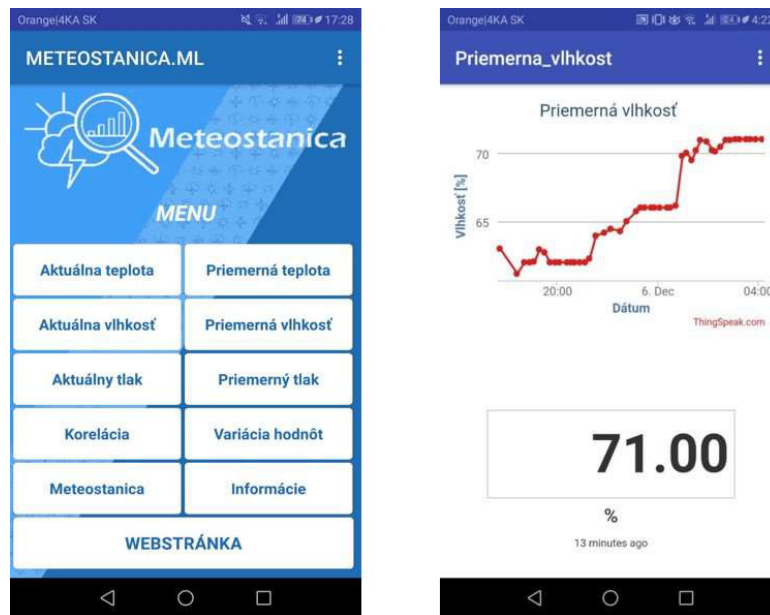 Orange|4KA SK
17:28
METEOSTANICA.ML
Meteostanica
MENU
Aktuálna teplota
Priemerná teplota
Aktuálna vlhkosť
Priemerná vlhkosť
Aktuálny tlak
Priemerný tlak
Korelácia
Variácia hodnôt
Meteostanica
Informácie
WEBSTRÁNKA
Orange|4KA SK
4:22
Priemerna_vlhkost
Priemerná vlhkosť
Vlhkosť [%]
70
65
20:00
6. Dec
04:00
Dátum
ThingSpeak.com
71.00
%
13 minutes ago